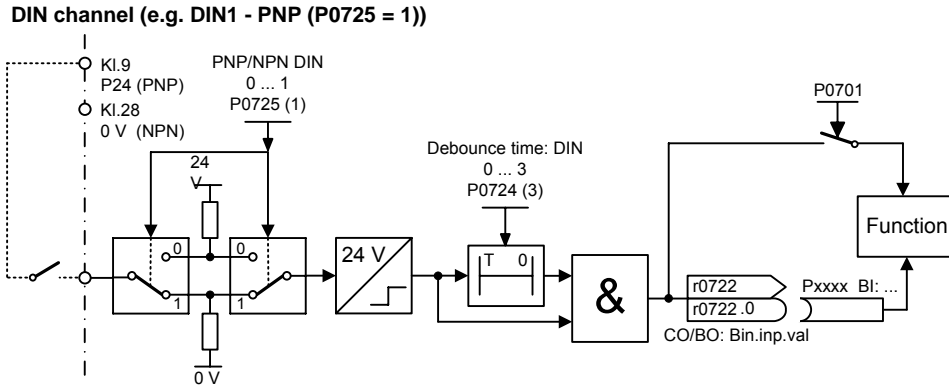 DIN channel (e.g. DIN1 - PNP (P0725 = 1))
Kl.9
P24 (PNP)
Kl.28
0 V (NPN)
PNP/NPN DIN
0 ... 1
P0725 (1)
24
V
0
0
1
1
0 V
24 V
Debounce time: DIN
0 ... 3
P0724 (3)
T 0
&
P0701
Function
r0722
r0722 .0
CO/BO: Bin.inp.val
Pxxxx BI: ...